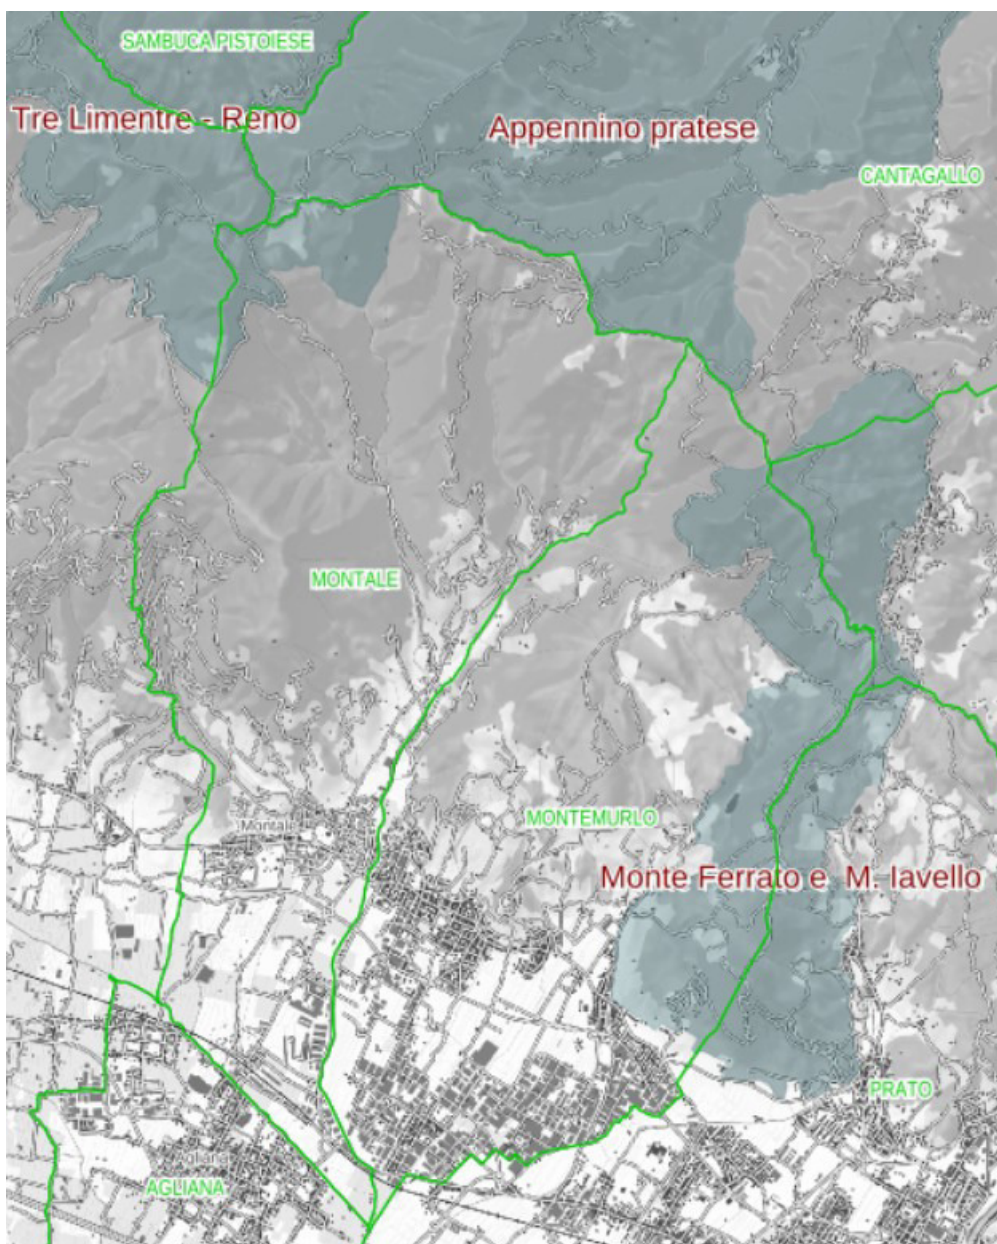 SAMBUCA PISTOIESE
Tre Limentre - Reno
Appennino pratese
CANTAGALLO
MONTALE
MONTEMURLO
Montale
Monte Ferrato e M. Iavello
PRATO
Agliana
AGLIANA